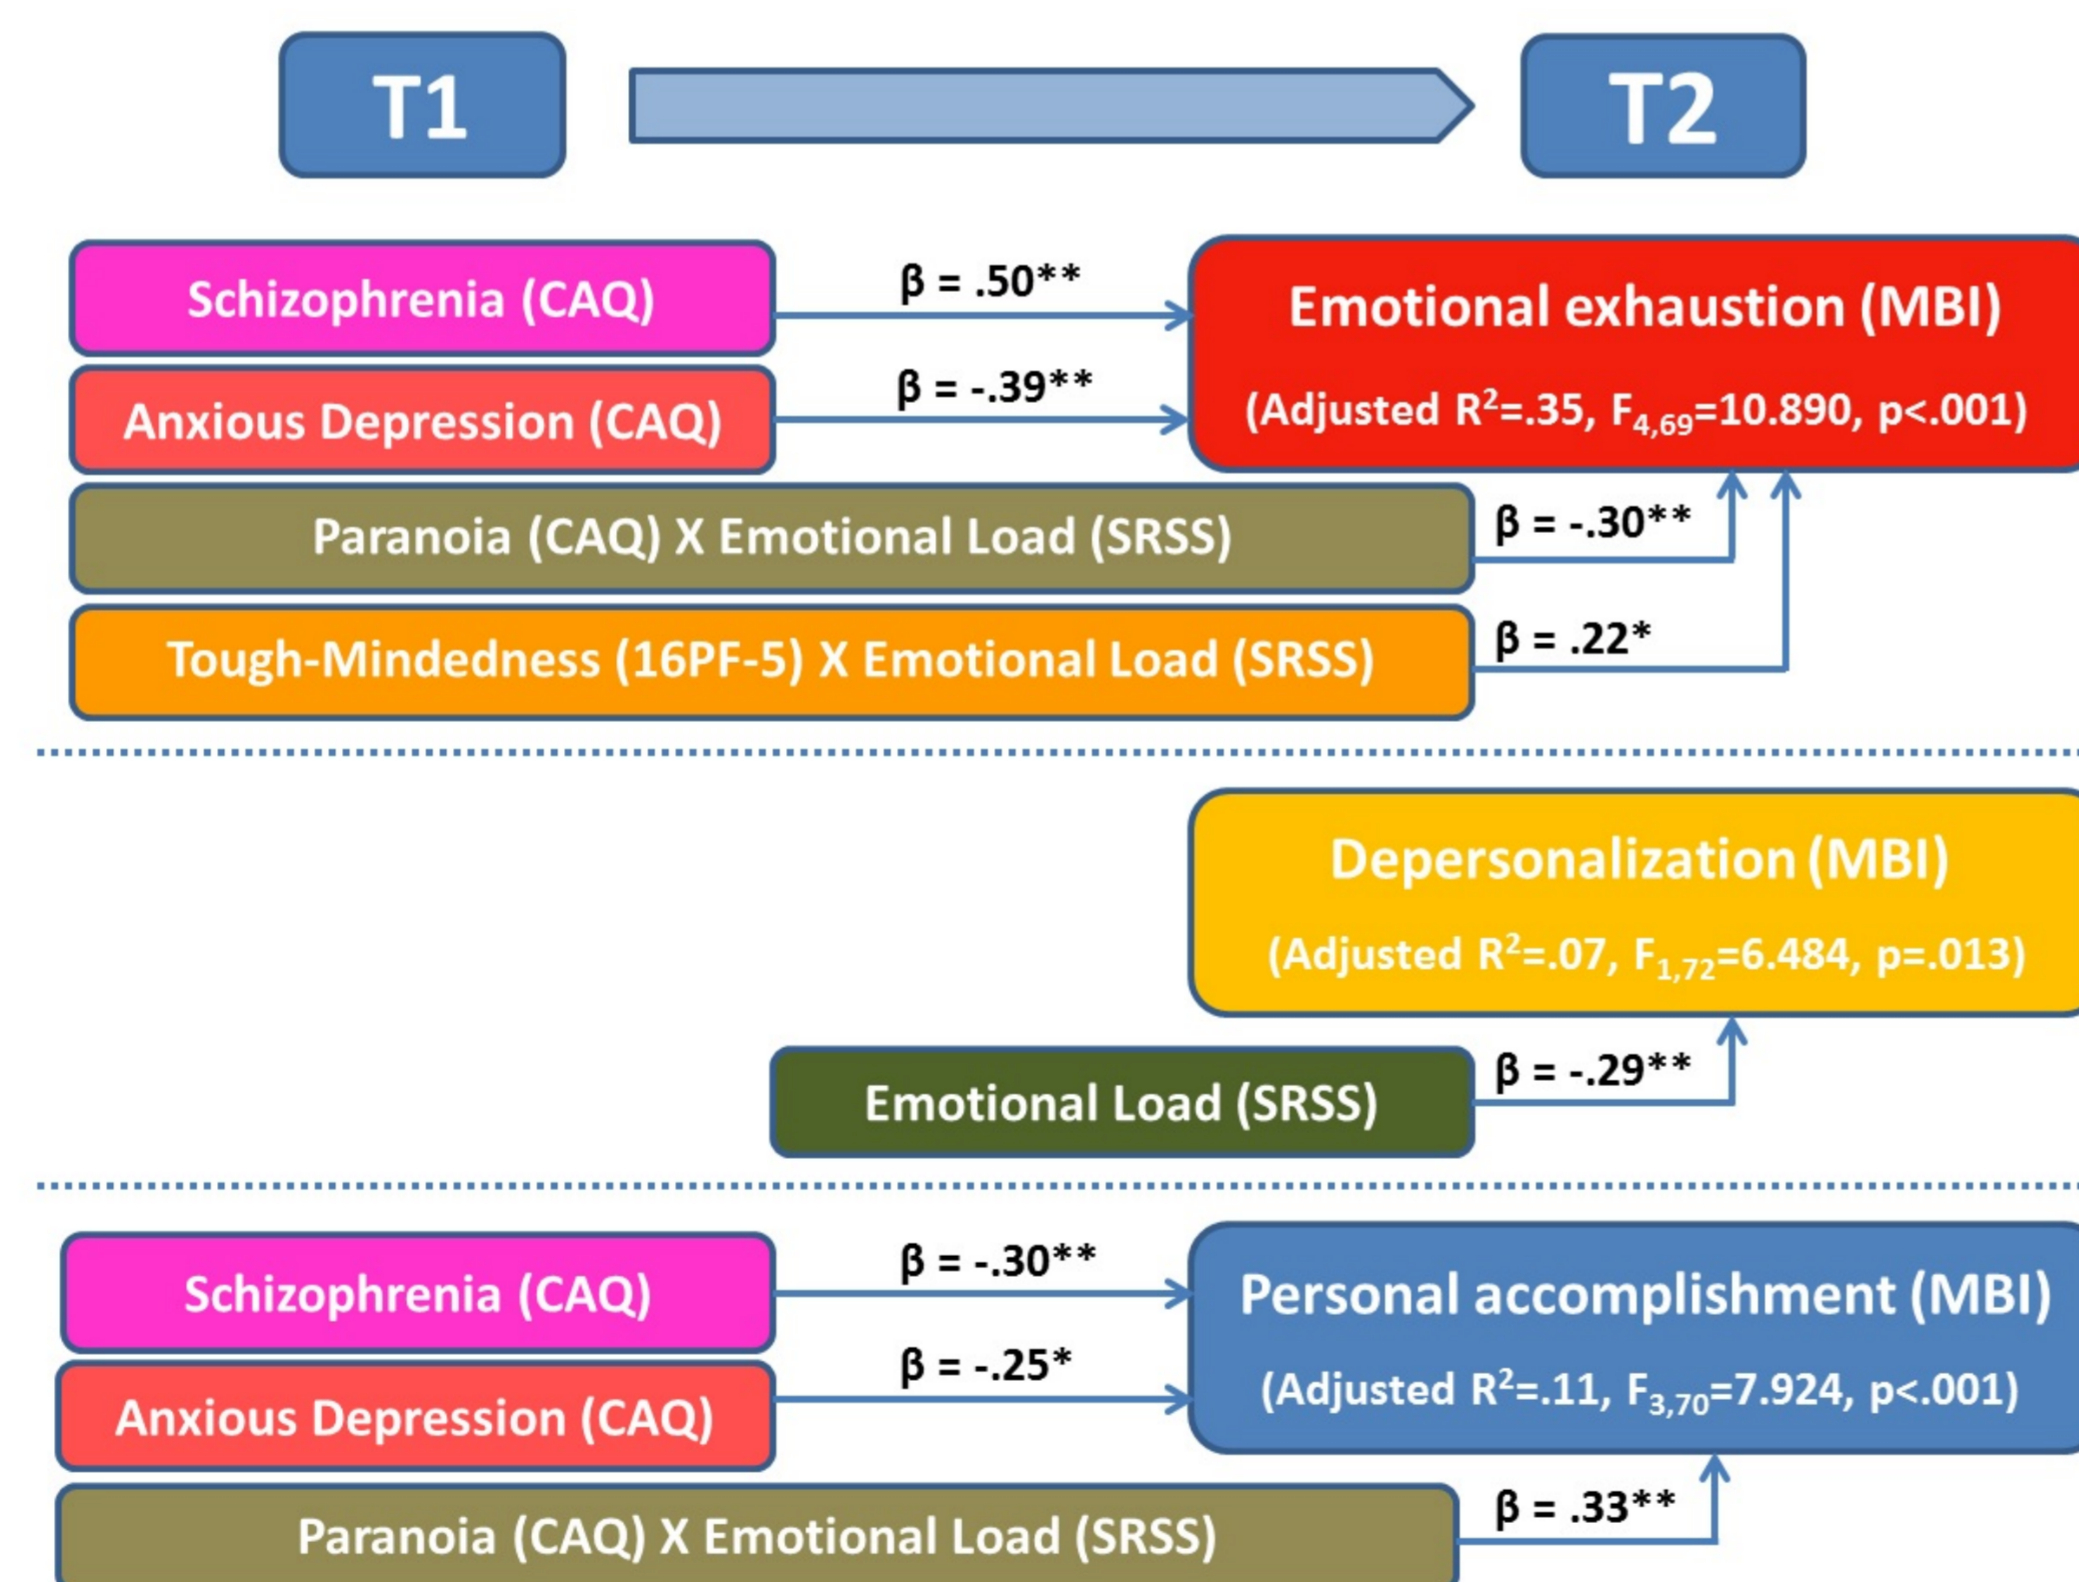 T1
T2
Schizophrenia (CAQ)
β = .50**
Emotional exhaustion (MBI)
Anxious Depression (CAQ)
β = -.39**
(Adjusted R²=.35, F₄,₆₉=10.890, p<.001)
Paranoia (CAQ) X Emotional Load (SRSS)
β = -.30**
Tough-Mindedness (16PF-5) X Emotional Load (SRSS)
β = .22*
Depersonalization (MBI)
(Adjusted R²=.07, F₁,₇₂=6.484, p=.013)
Emotional Load (SRSS)
β = -.29**
Schizophrenia (CAQ)
β = -.30**
Personal accomplishment (MBI)
Anxious Depression (CAQ)
β = -.25*
(Adjusted R²=.11, F₃,₇₀=7.924, p<.001)
Paranoia (CAQ) X Emotional Load (SRSS)
β = .33**